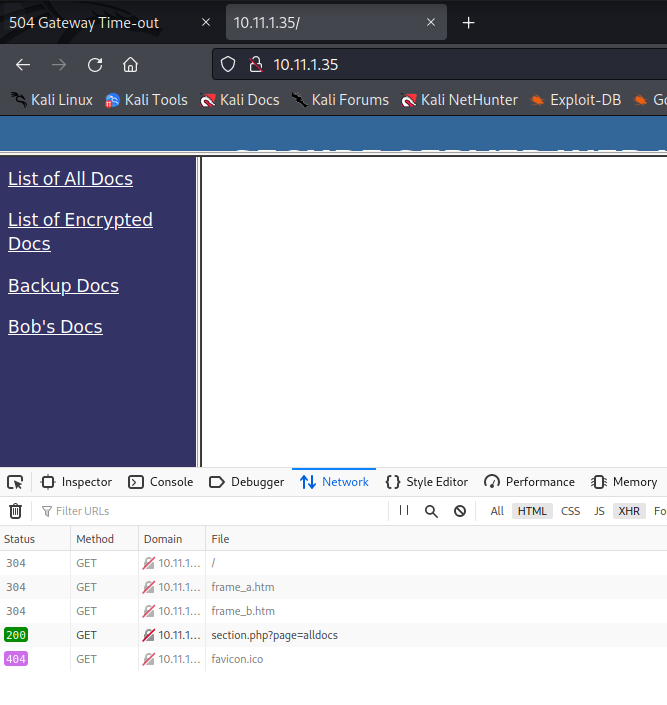 504 Gateway Time-out
10.11.1.35/
10.11.1.35
Kali Linux Kali Tools Kali Docs Kali Forums Kali NetHunter Exploit-DB
List of All Docs
List of Encrypted
Docs
Backup Docs
Bob's Docs
Inspector Console Debugger Network Style Editor Performance Memory
Filter URLs All HTML CSS JS XHR Fo
Status Method Domain File
304 GET 10.11.1... /
304 GET 10.11.1... frame_a.htm
304 GET 10.11.1... frame_b.htm
200 GET 10.11.1... section.php?page=alldocs
404 GET 10.11.1... favicon.ico